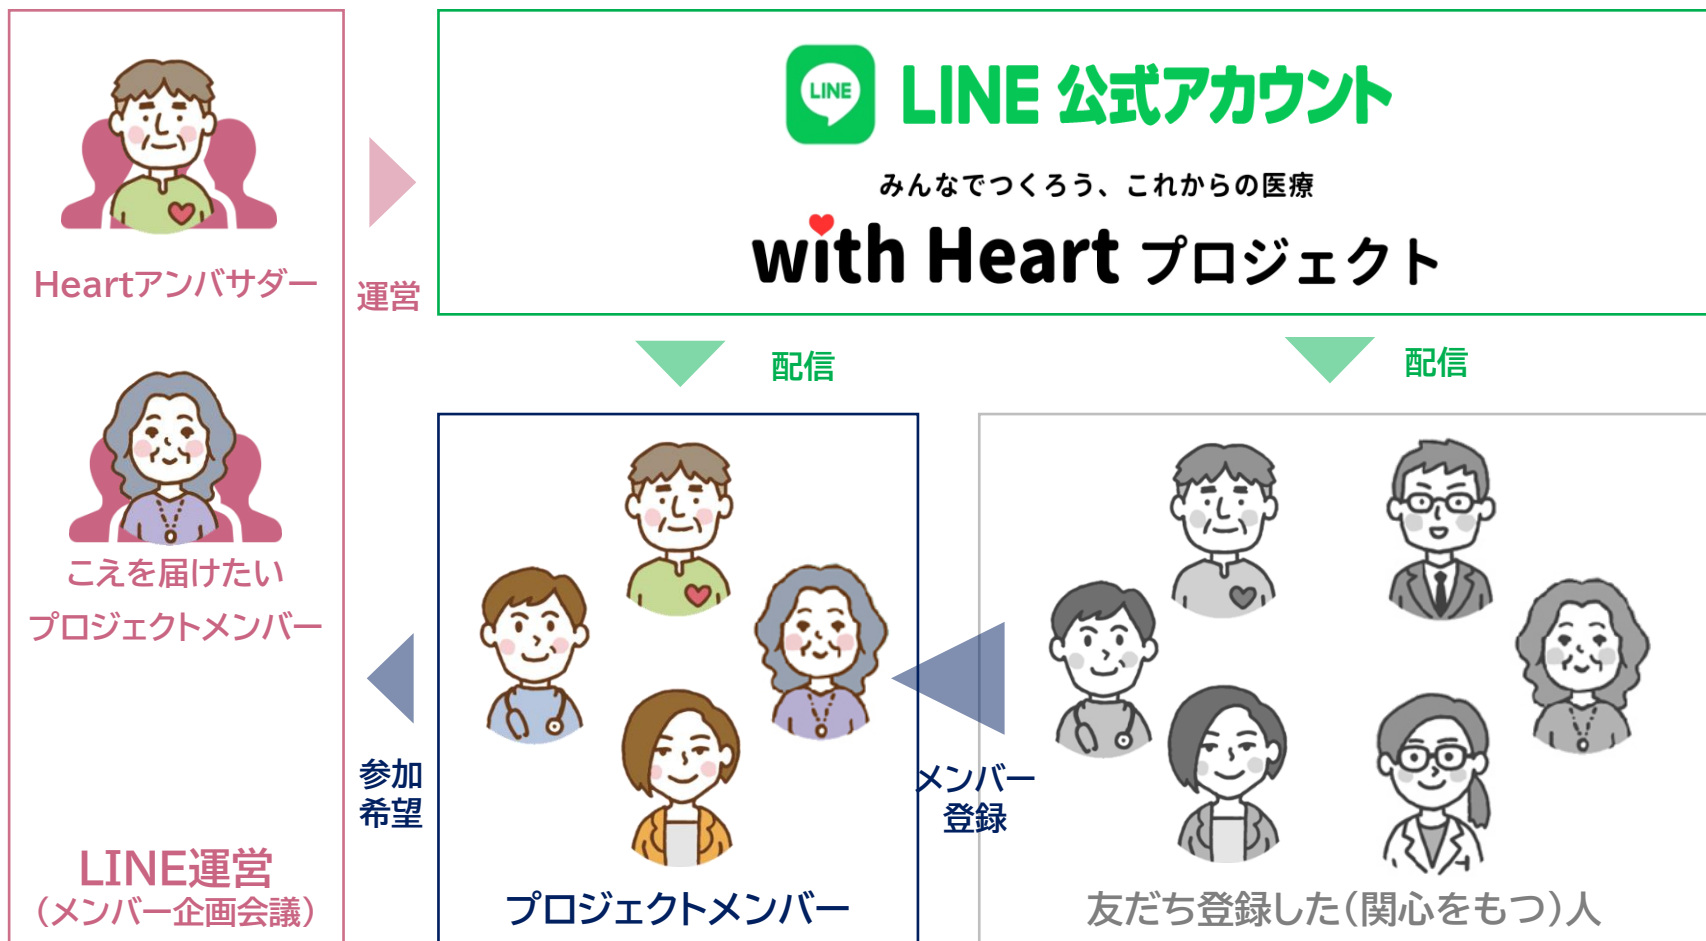 Heartアンバサダー
こえを届けたい
プロジェクトメンバー
LINE運営
(メンバー企画会議)
運営
LINE
LINE 公式アカウント
みんなでつくろう、これからの医療
with Heart プロジェクト
配信
配信
参加
希望
プロジェクトメンバー
メンバー
登録
友だち登録した(関心をもつ)人